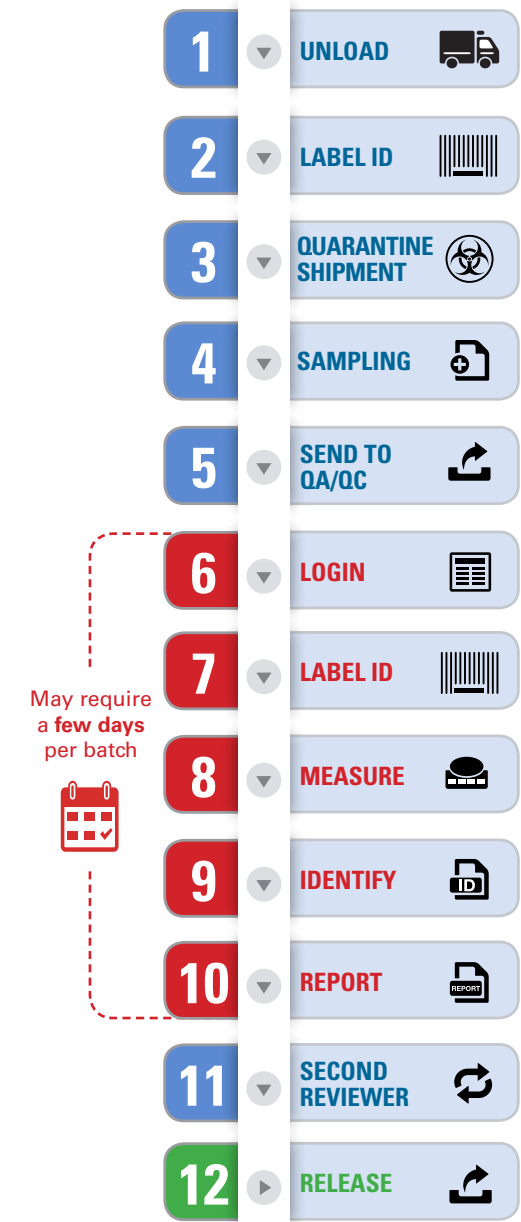 1
UNLOAD
2
LABEL ID
3
QUARANTINE
SHIPMENT
4
SAMPLING
5
SEND TO
QA/QC
6
LOGIN
7
LABEL ID
May require
a few days
per batch
8
MEASURE
9
IDENTIFY
ID
10
REPORT
REPORT
11
SECOND
REVIEWER
12
RELEASE